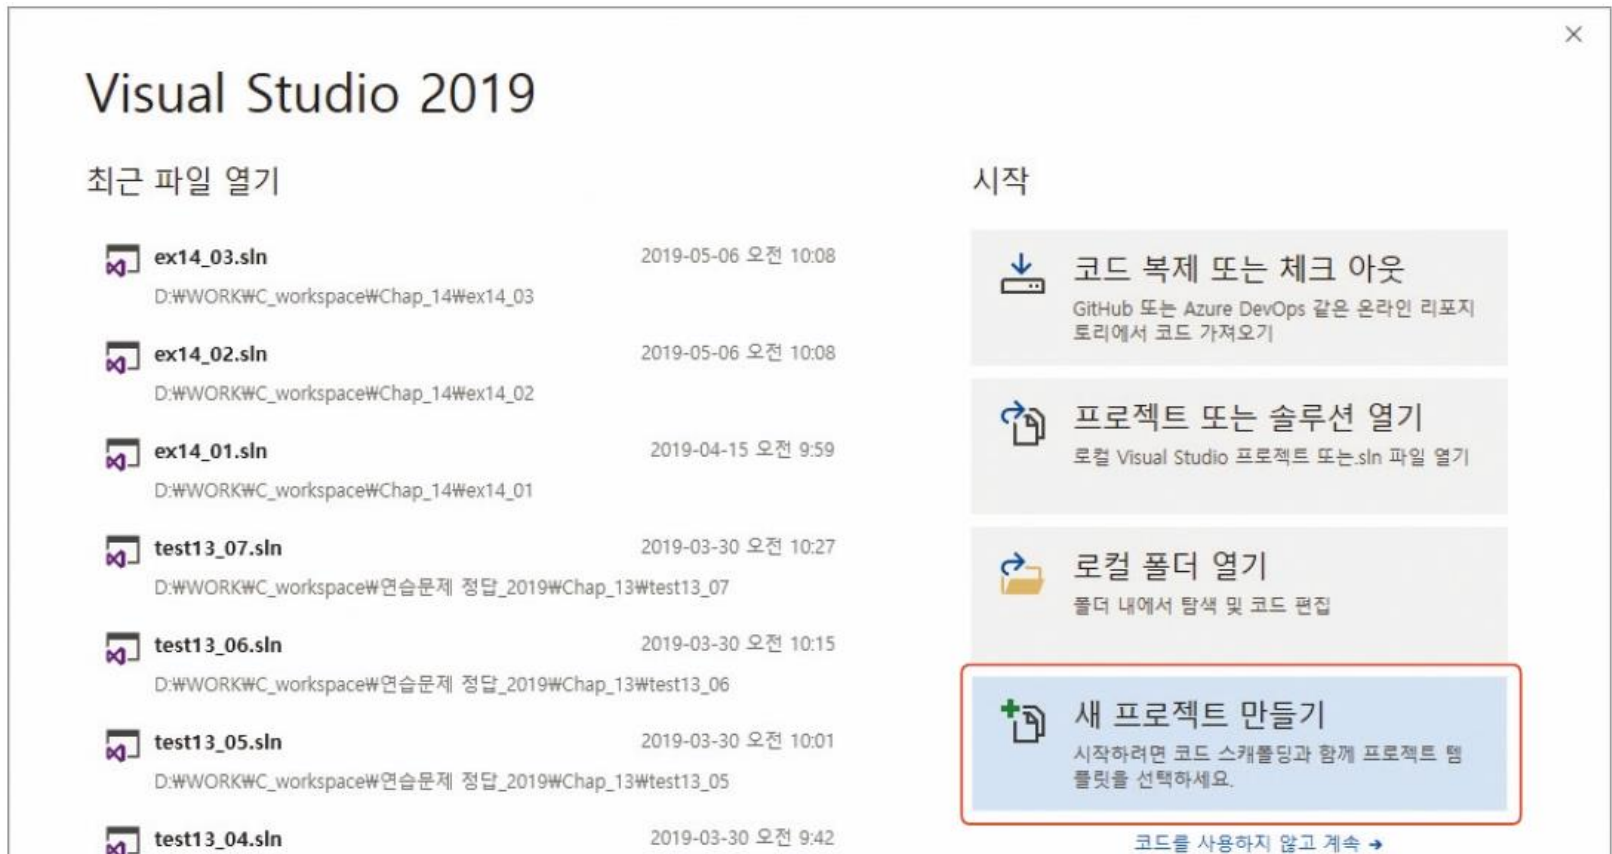 Visual Studio 2019
최근 파일 열기
ex14_03.sln
2019-05-06 오전 10:08
D:₩WORK₩C_workspace₩Chap_14₩ex14_03
ex14_02.sln
2019-05-06 오전 10:08
D:₩WORK₩C_workspace₩Chap_14₩ex14_02
ex14_01.sln
2019-04-15 오전 9:59
D:₩WORK₩C_workspace₩Chap_14₩ex14_01
test13_07.sln
2019-03-30 오전 10:27
D:₩WORK₩C_workspace₩연습문제 정답_2019₩Chap_13₩test13_07
test13_06.sln
2019-03-30 오전 10:15
D:₩WORK₩C_workspace₩연습문제 정답_2019₩Chap_13₩test13_06
test13_05.sln
2019-03-30 오전 10:01
D:₩WORK₩C_workspace₩연습문제 정답_2019₩Chap_13₩test13_05
test13_04.sln
2019-03-30 오전 9:42
시작
코드 복제 또는 체크 아웃
GitHub 또는 Azure DevOps 같은 온라인 리포지
토리에서 코드 가져오기
프로젝트 또는 솔루션 열기
로컬 Visual Studio 프로젝트 또는.sln 파일 열기
로컬 폴더 열기
폴더 내에서 탐색 및 코드 편집
새 프로젝트 만들기
시작하려면 코드 스캐폴딩과 함께 프로젝트 템
플릿을 선택하세요.
코드를 사용하지 않고 계속 →